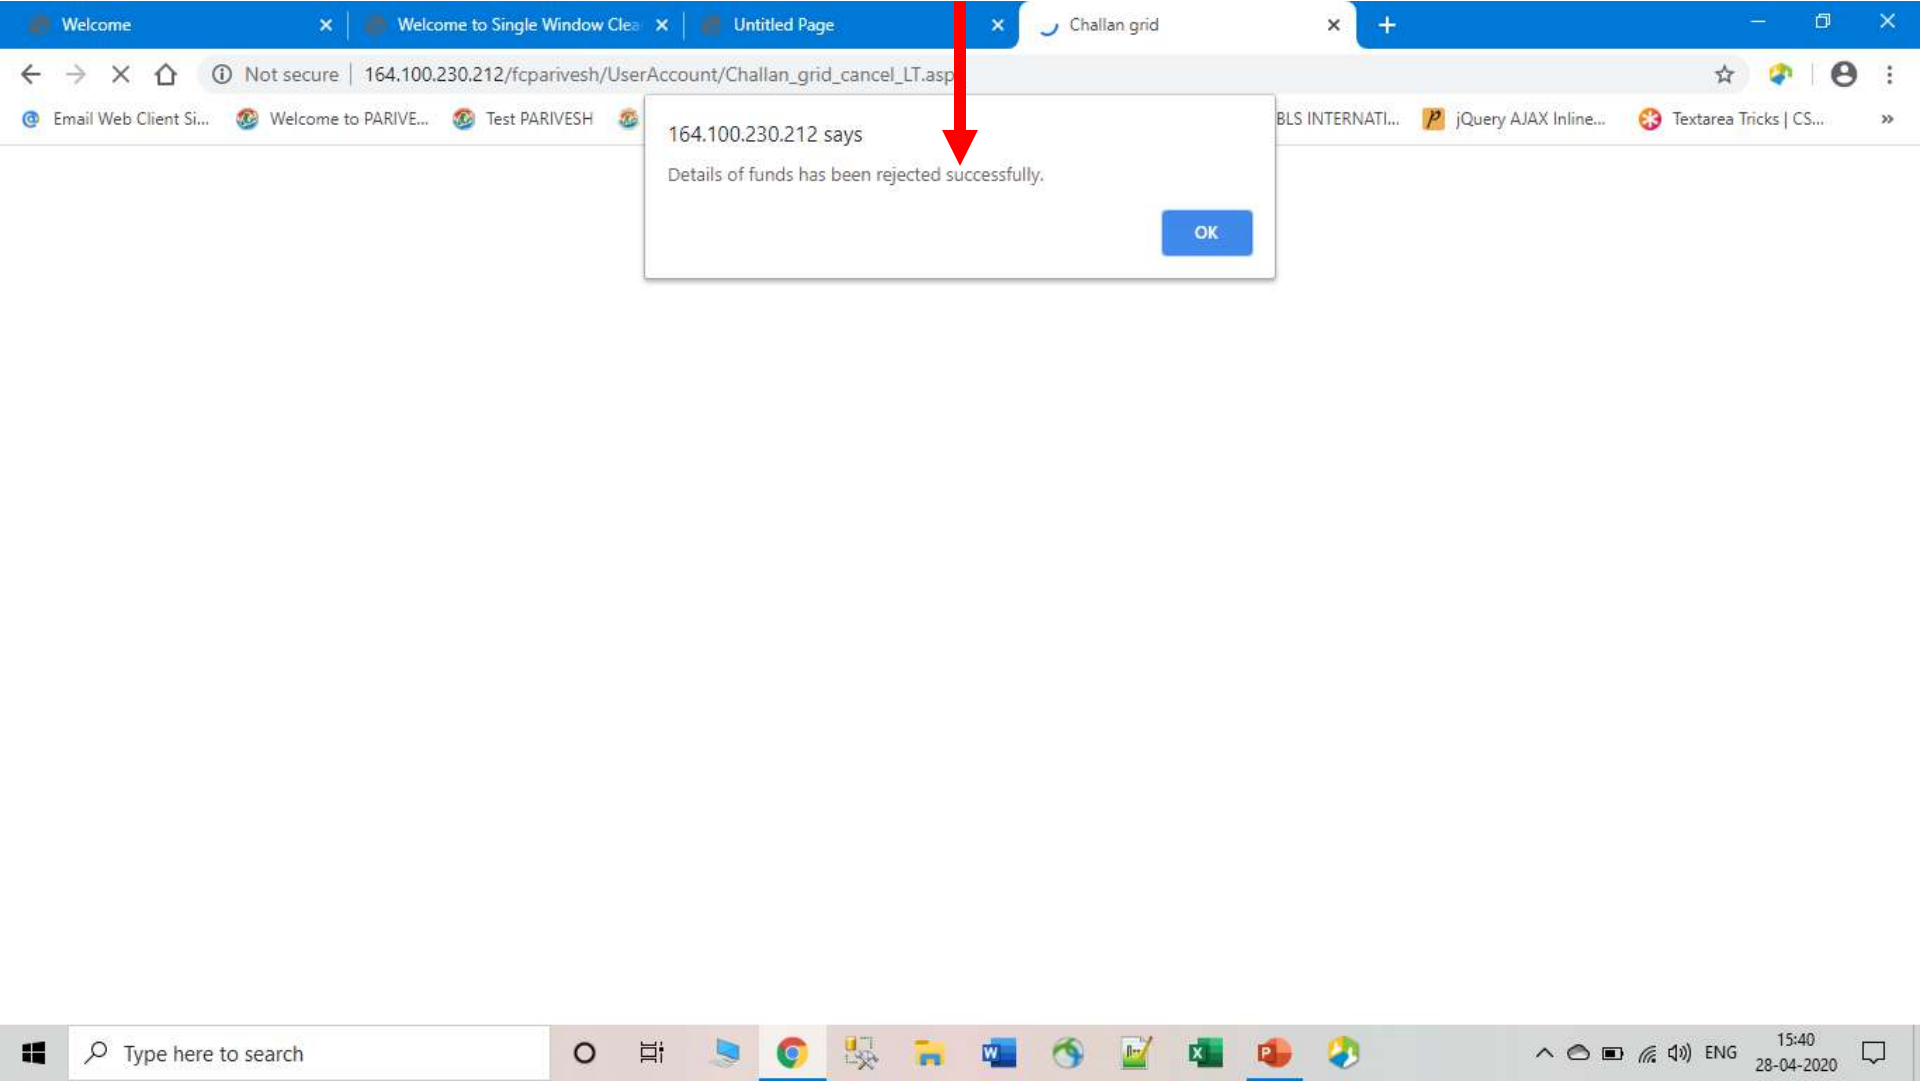 Welcome
Welcome to Single Window Clea
Untitled Page
Challan grid
Not secure | 164.100.230.212/fcparivesh/UserAccount/Challan_grid_cancel_LT.asp
Email Web Client Si...
Welcome to PARIVE...
Test PARIVESH
BLS INTERNATI...
jQuery AJAX Inline...
Textarea Tricks | CS...
164.100.230.212 says
Details of funds has been rejected successfully.
OK
Type here to search
ENG
15:40
28-04-2020